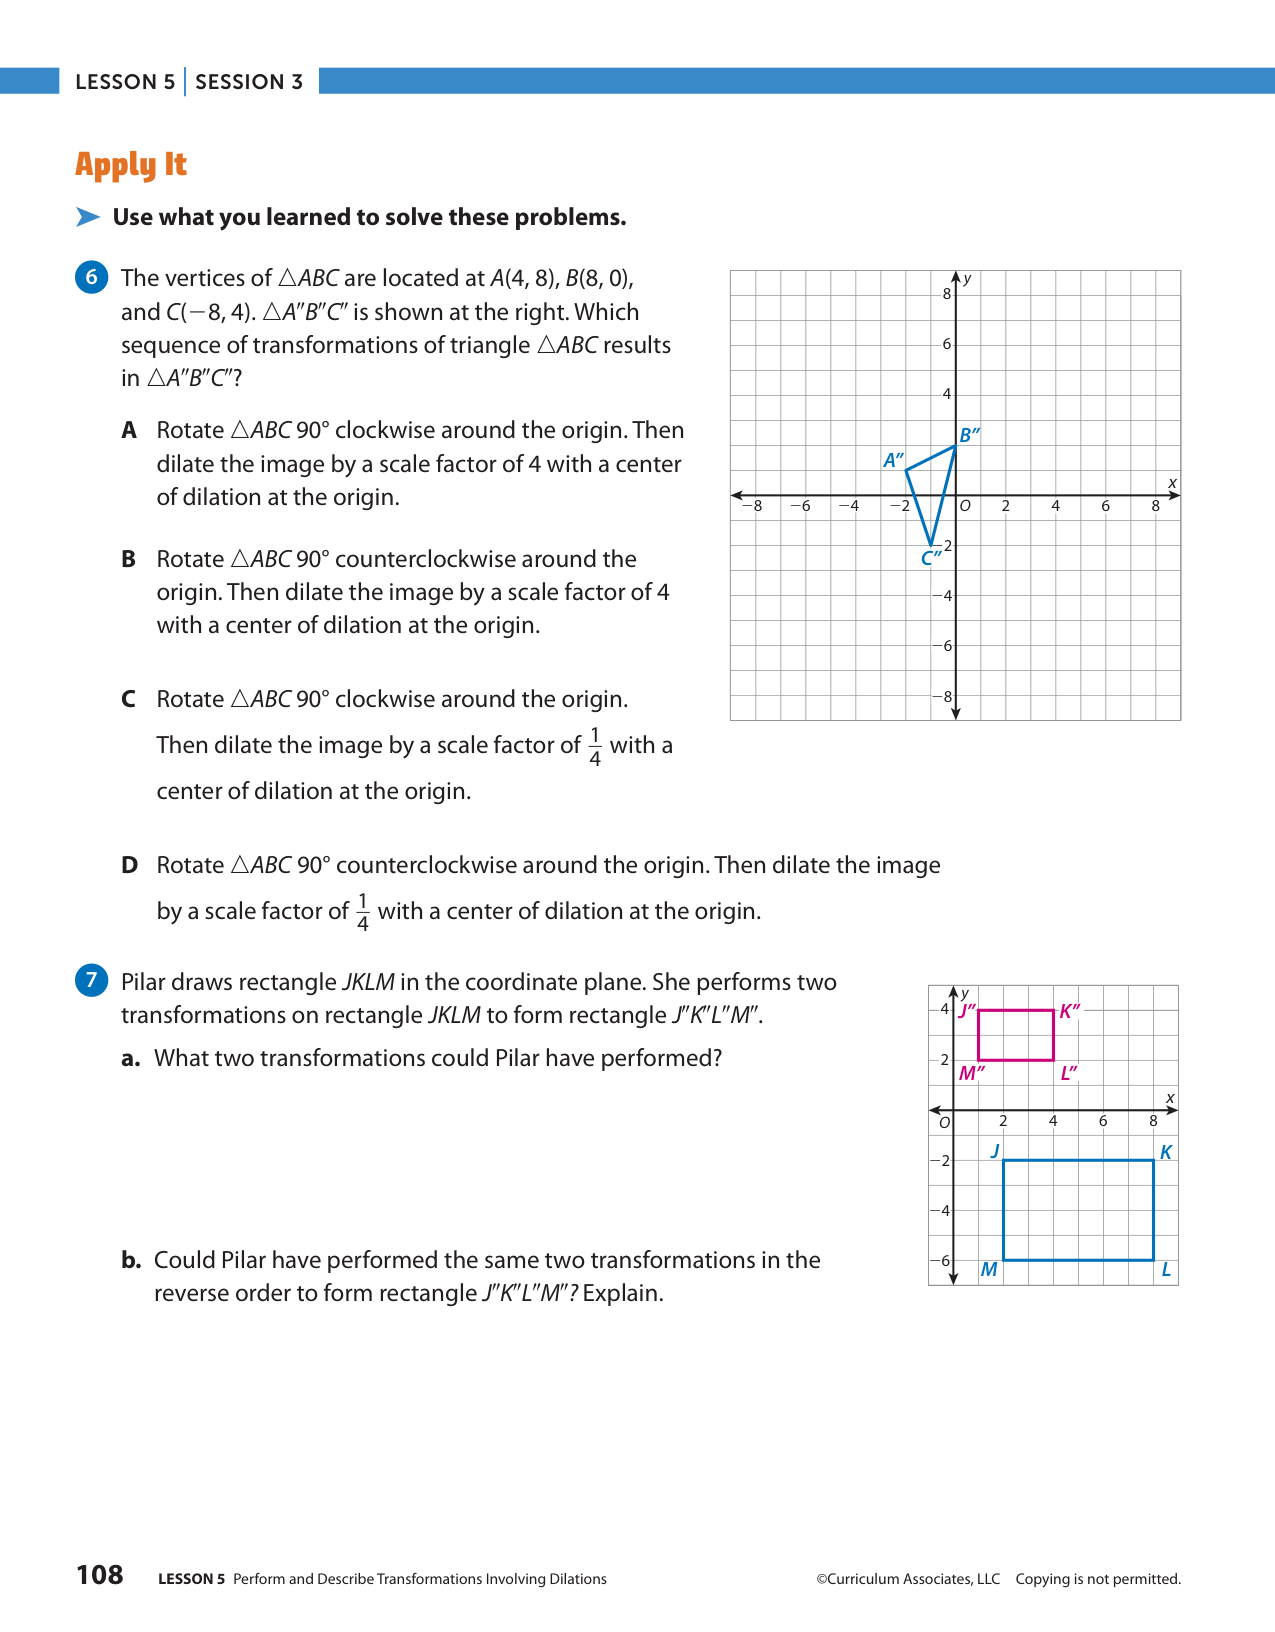 LESSON 5 | SESSION 3
Apply It
Use what you learned to solve these problems.
6 The vertices of △ABC are located at A(4, 8), B(8, 0),
and C(−8, 4). △A″B″C″ is shown at the right. Which
sequence of transformations of triangle △ABC results
in △A″B″C″?
A Rotate △ABC 90° clockwise around the origin. Then
dilate the image by a scale factor of 4 with a center
of dilation at the origin.
B Rotate △ABC 90° counterclockwise around the
origin. Then dilate the image by a scale factor of 4
with a center of dilation at the origin.
C Rotate △ABC 90° clockwise around the origin.
Then dilate the image by a scale factor of 1/4 with a
center of dilation at the origin.
D Rotate △ABC 90° counterclockwise around the origin. Then dilate the image
by a scale factor of 1/4 with a center of dilation at the origin.
y
8
6
4
B″
A″
x
−8 −6 −4 −2 O 2 4 6 8
−2
C″
−4
−6
−8
7 Pilar draws rectangle JKLM in the coordinate plane. She performs two
transformations on rectangle JKLM to form rectangle J″K″L″M″.
a. What two transformations could Pilar have performed?
b. Could Pilar have performed the same two transformations in the
reverse order to form rectangle J″K″L″M″? Explain.
y
4 J″ K″
2
M″ L″
x
O 2 4 6 8
J K
−2
−4
−6
M L
108 LESSON 5 Perform and Describe Transformations Involving Dilations ©Curriculum Associates, LLC Copying is not permitted.